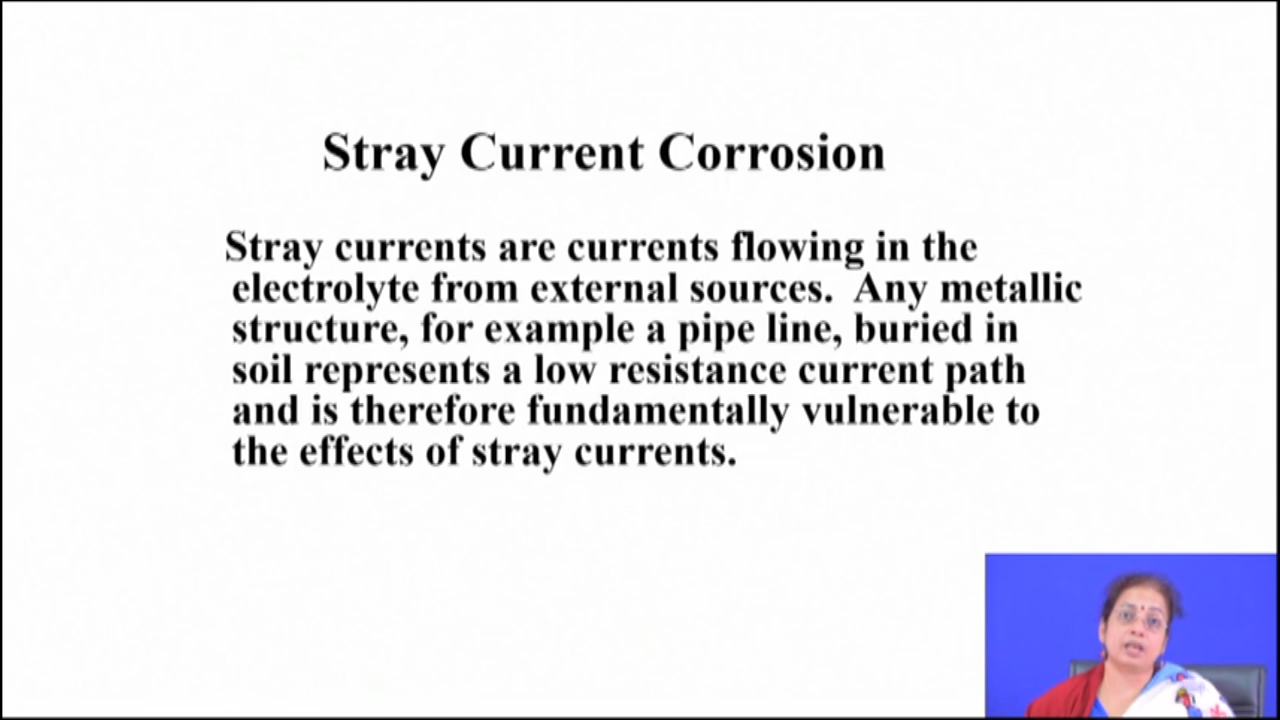 Stray Current Corrosion
Stray currents are currents flowing in the
electrolyte from external sources.  Any metallic
structure, for example a pipe line, buried in
soil represents a low resistance current path
and is therefore fundamentally vulnerable to
the effects of stray currents.